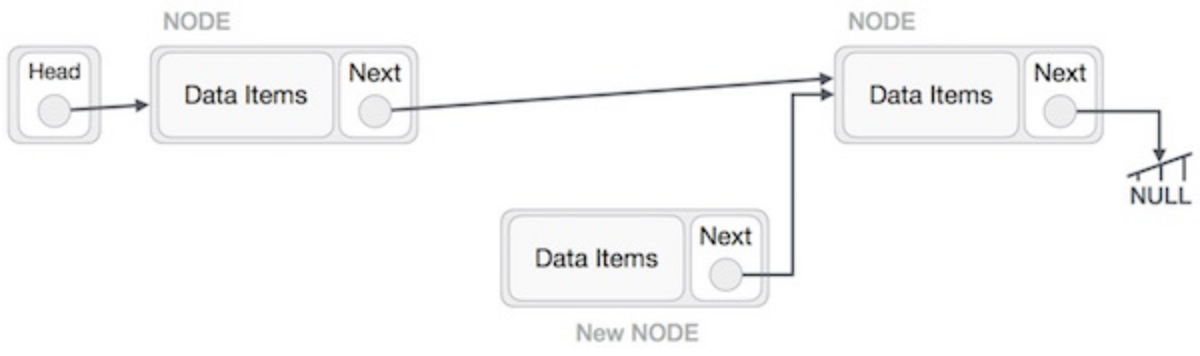 NODE
NODE
Head
Data Items
Next
Data Items
Next
NULL
Data Items
Next
New NODE